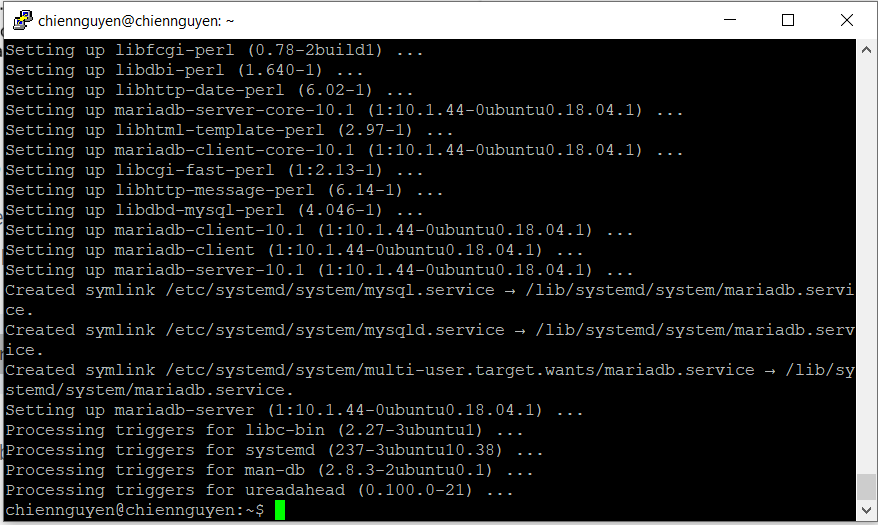 chiennguyen@chiennguyen: ~
Setting up libfcgi-perl (0.78-2build1) ...
Setting up libdbi-perl (1.640-1) ...
Setting up libhttp-date-perl (6.02-1) ...
Setting up mariadb-server-core-10.1 (1:10.1.44-0ubuntu0.18.04.1) ...
Setting up libhtml-template-perl (2.97-1) ...
Setting up mariadb-client-core-10.1 (1:10.1.44-0ubuntu0.18.04.1) ...
Setting up libcgi-fast-perl (1:2.13-1) ...
Setting up libhttp-message-perl (6.14-1) ...
Setting up libdbd-mysql-perl (4.046-1) ...
Setting up mariadb-client-10.1 (1:10.1.44-0ubuntu0.18.04.1) ...
Setting up mariadb-client (1:10.1.44-0ubuntu0.18.04.1) ...
Setting up mariadb-server-10.1 (1:10.1.44-0ubuntu0.18.04.1) ...
Created symlink /etc/systemd/system/mysql.service → /lib/systemd/system/mariadb.servi
ce.
Created symlink /etc/systemd/system/mysqld.service → /lib/systemd/system/mariadb.serv
ice.
Created symlink /etc/systemd/system/multi-user.target.wants/mariadb.service → /lib/sy
stemd/system/mariadb.service.
Setting up mariadb-server (1:10.1.44-0ubuntu0.18.04.1) ...
Processing triggers for libc-bin (2.27-3ubuntu1) ...
Processing triggers for systemd (237-3ubuntu10.38) ...
Processing triggers for man-db (2.8.3-2ubuntu0.1) ...
Processing triggers for ureadahead (0.100.0-21) ...
chiennguyen@chiennguyen:~$